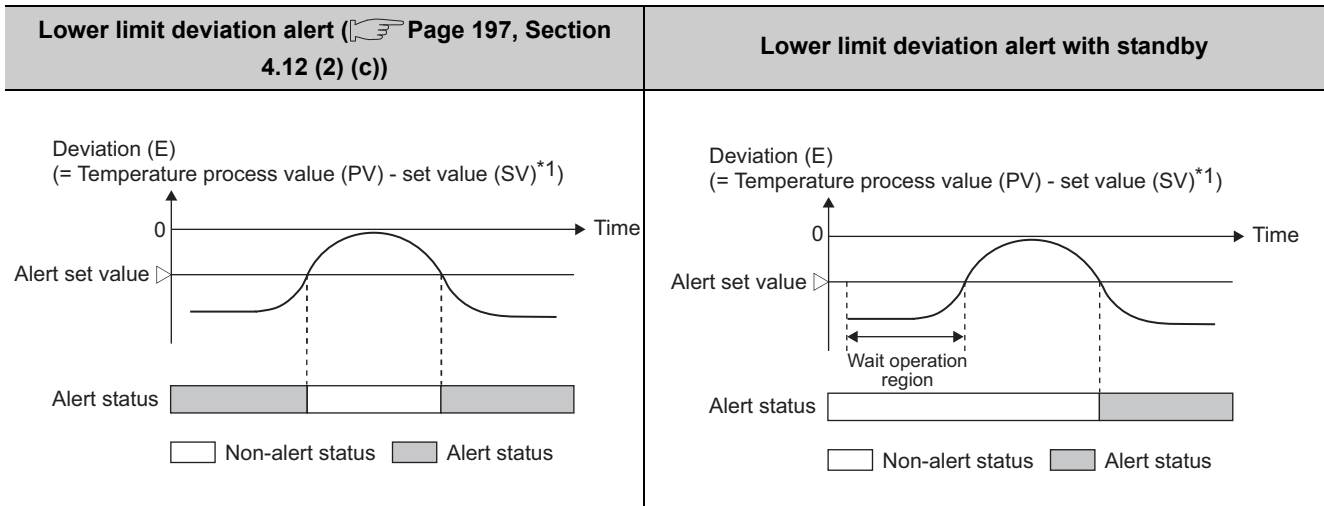 Lower limit deviation alert (Page 197, Section
4.12 (2) (c))
Lower limit deviation alert with standby
Deviation (E)
(= Temperature process value (PV) - set value (SV)*1)
0
Time
Alert set value
Alert status
Non-alert status
Alert status
Deviation (E)
(= Temperature process value (PV) - set value (SV)*1)
0
Time
Alert set value
Wait operation
region
Alert status
Non-alert status
Alert status